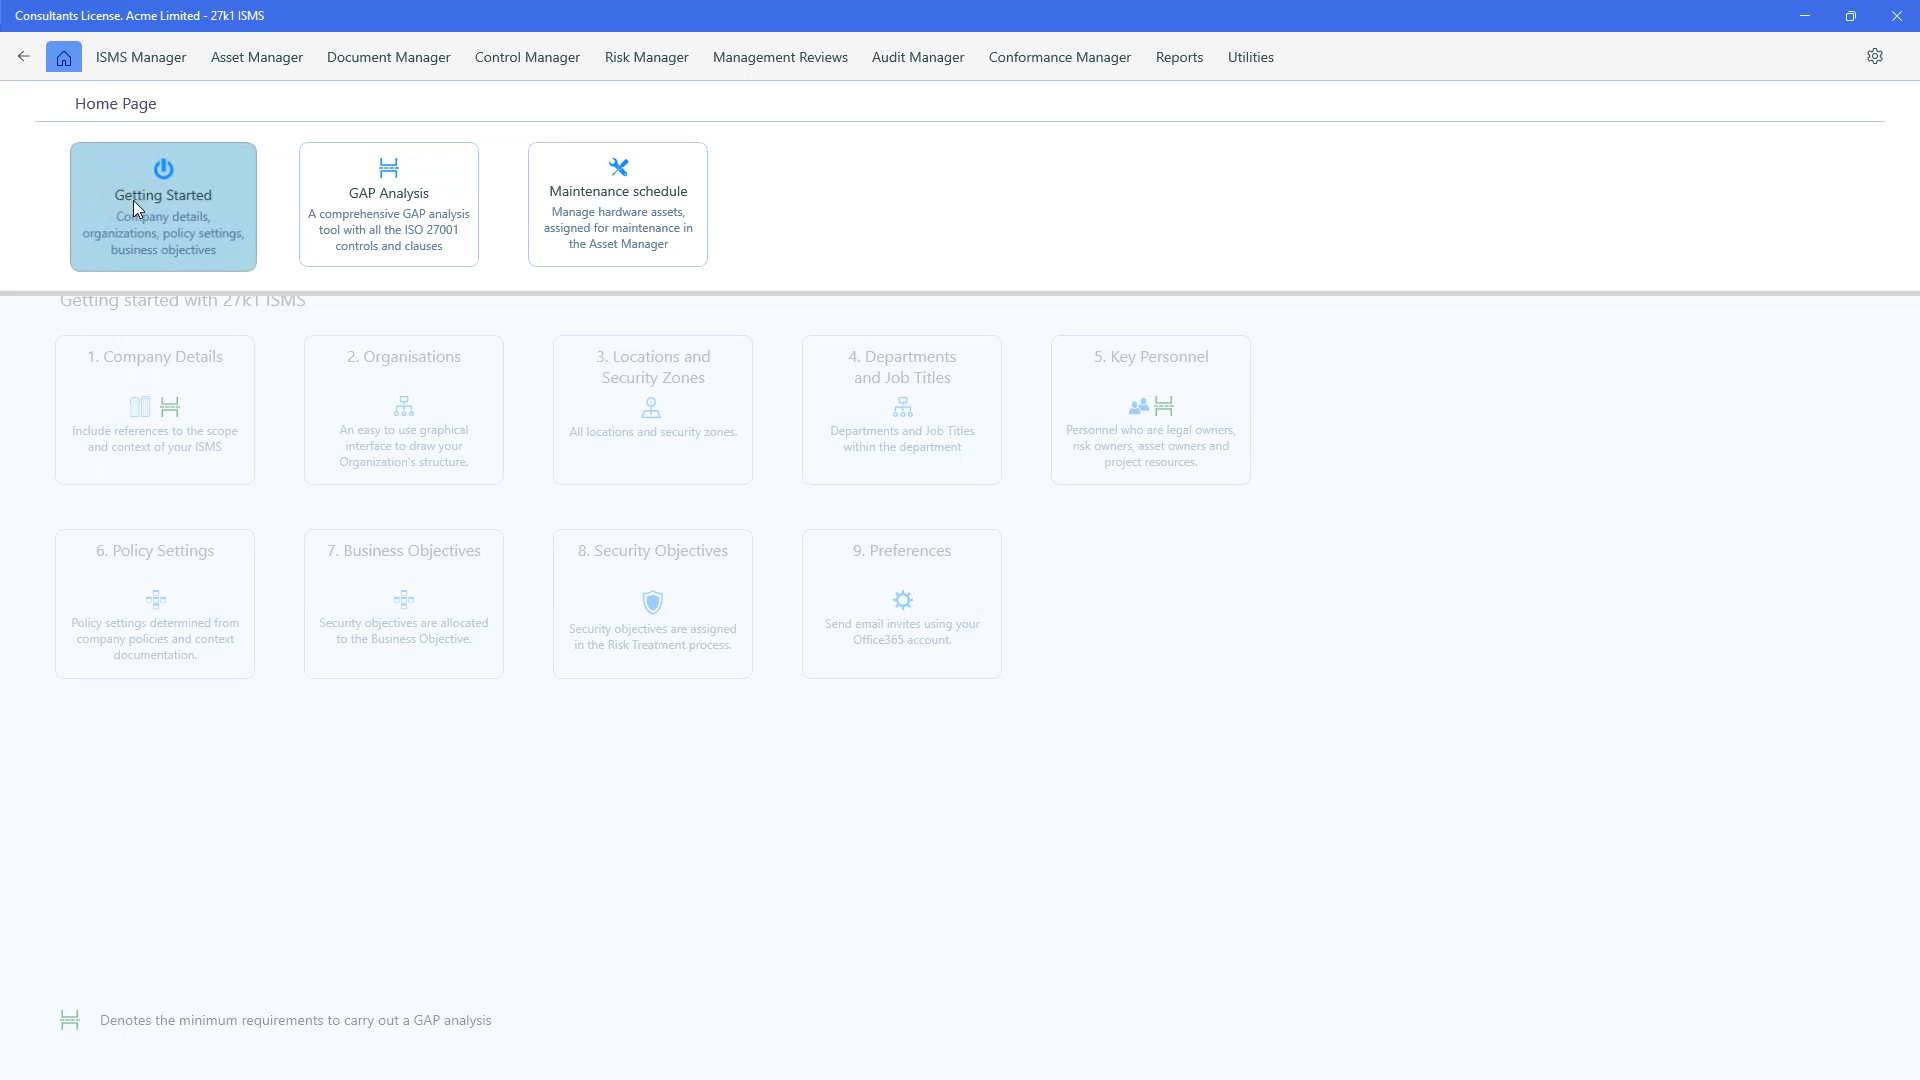 Consultants License. Acme Limited - 27k1 ISMS
ISMS Manager Asset Manager Document Manager Control Manager Risk Manager Management Reviews Audit Manager Conformance Manager Reports Utilities
Home Page
Getting Started
Company details,
organizations, policy settings,
business objectives
GAP Analysis
A comprehensive GAP analysis
tool with all the ISO 27001
controls and clauses
Maintenance schedule
Manage hardware assets,
assigned for maintenance in
the Asset Manager
Getting started with 27k1 ISMS
1. Company Details
Include references to the scope
and context of your ISMS
2. Organisations
An easy to use graphical
interface to draw your
Organization's structure.
3. Locations and
Security Zones
All locations and security zones.
4. Departments
and Job Titles
Departments and Job Titles
within the department
5. Key Personnel
Personnel who are legal owners,
risk owners, asset owners and
project resources.
6. Policy Settings
Policy settings determined from
company policies and context
documentation.
7. Business Objectives
Security objectives are allocated
to the Business Objective.
8. Security Objectives
Security objectives are assigned
in the Risk Treatment process.
9. Preferences
Send email invites using your
Office365 account.
Denotes the minimum requirements to carry out a GAP analysis